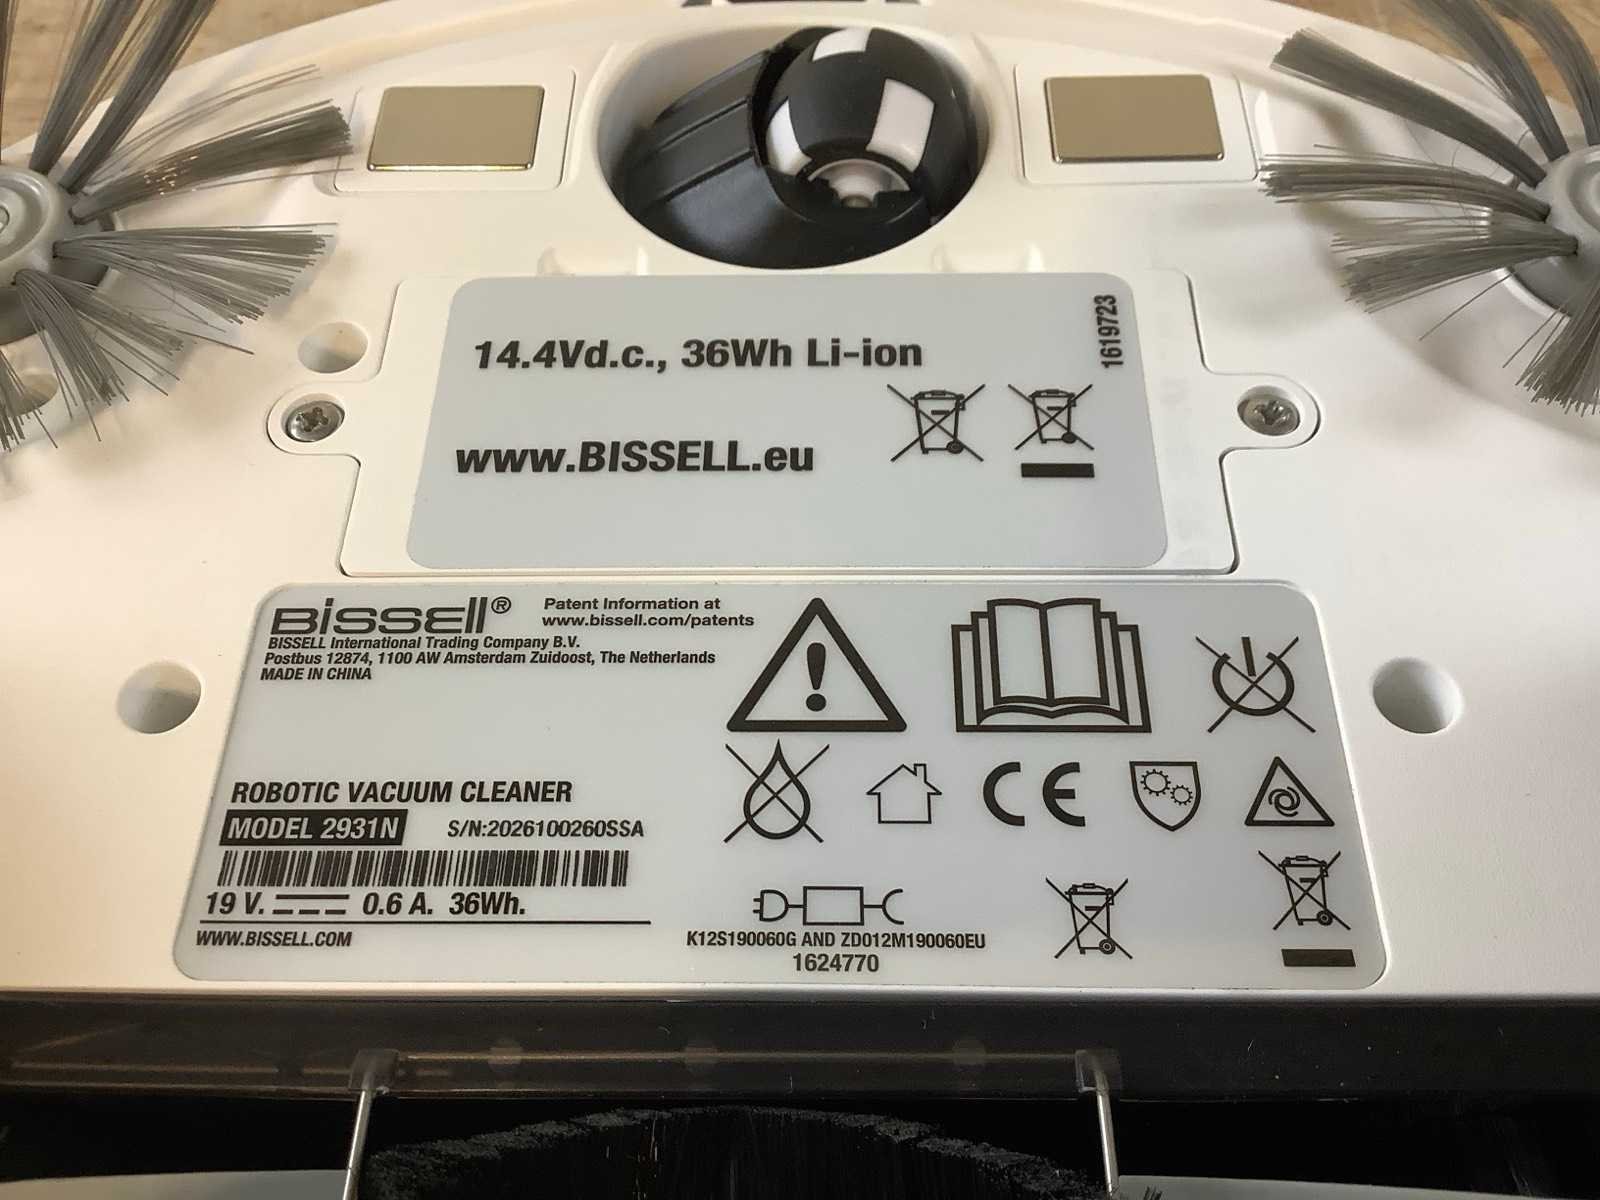 14.4Vd.c., 36Wh Li-ion
1619723
www.BISSELL.eu
BISSELL®
Patent Information at
www.bissell.com/patents
BISSELL International Trading Company B.V.
Postbus 12874, 1100 AW Amsterdam Zuidoost, The Netherlands
MADE IN CHINA
ROBOTIC VACUUM CLEANER
MODEL 2931N
S/N:2026100260SSA
19 V. 0.6 A. 36Wh.
WWW.BISSELL.COM
CE
K12S190060G AND ZD012M190060EU
1624770